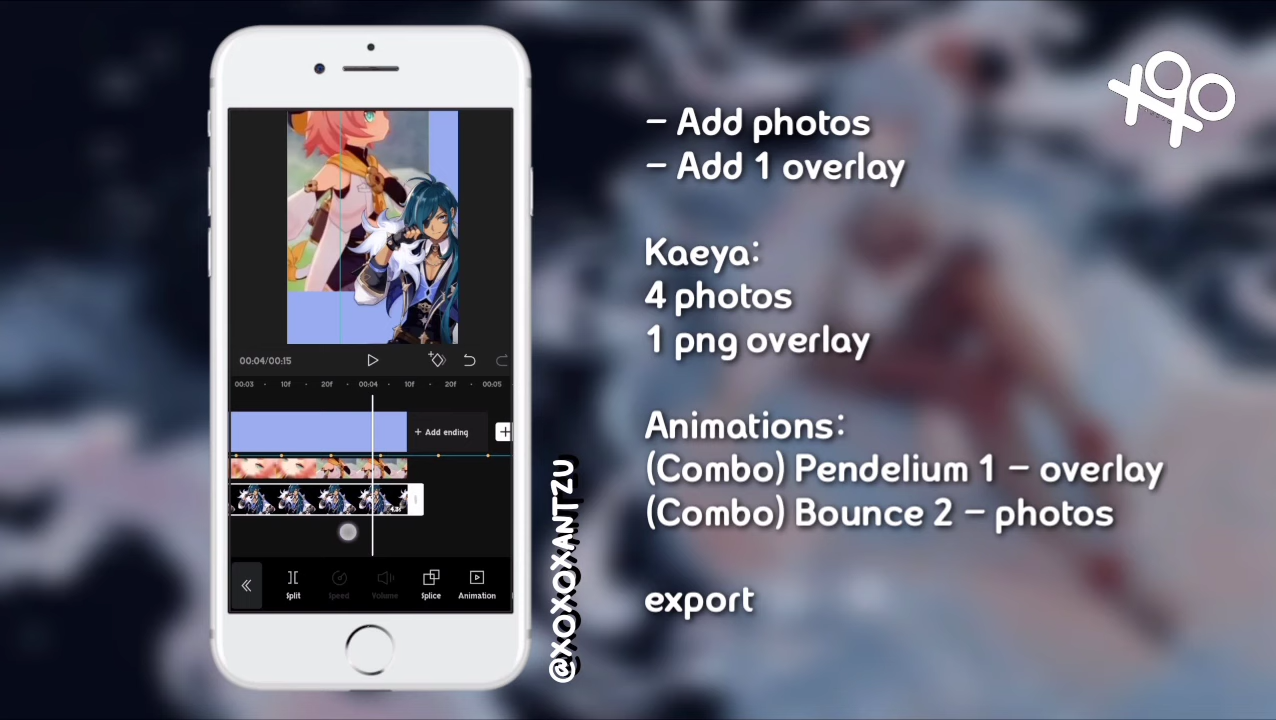 xoxo
- Add photos
- Add 1 overlay
Kaeya:
4 photos
1 png overlay
Animations:
(Combo) Pendelium 1 - overlay
(Combo) Bounce 2 - photos
export
@XOXOXANTZU
00:04/00:15
00:03 10f 20f 00:04 10f 20f 00:05
+ Add ending
Split Speed Volume Splice Animation